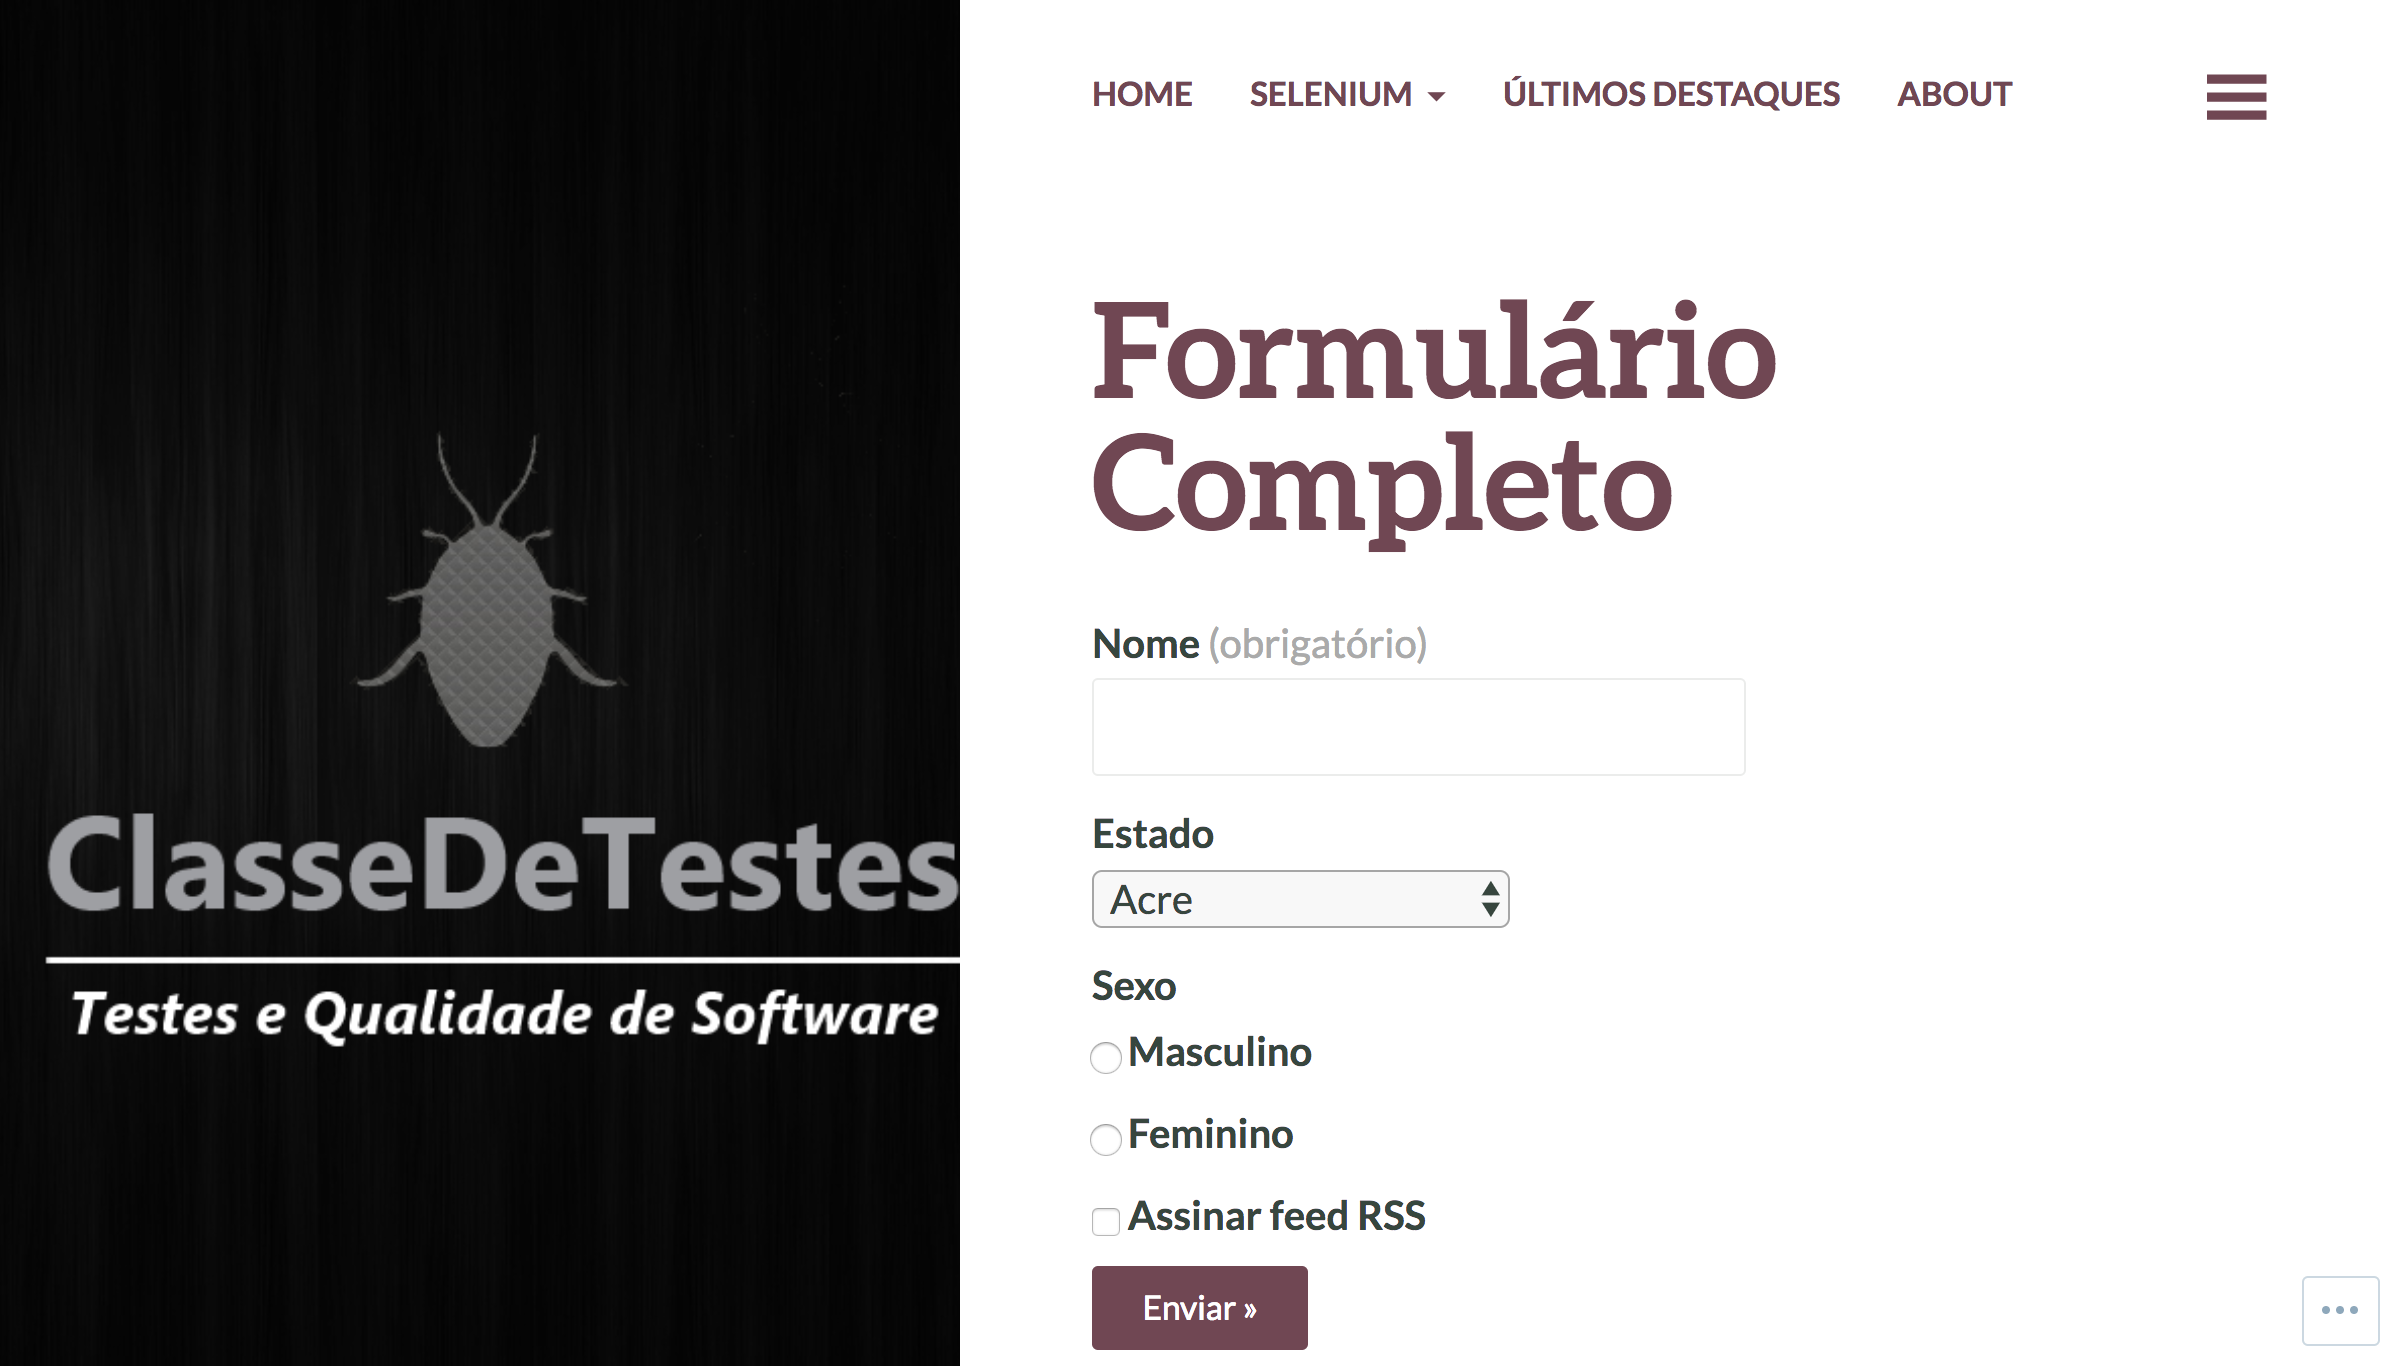 ClasseDeTestes
Testes e Qualidade de Software
HOME SELENIUM ÚLTIMOS DESTAQUES ABOUT
Formulário
Completo
Nome (obrigatório)
Estado
Acre
Sexo
Masculino
Feminino
Assinar feed RSS
Enviar »